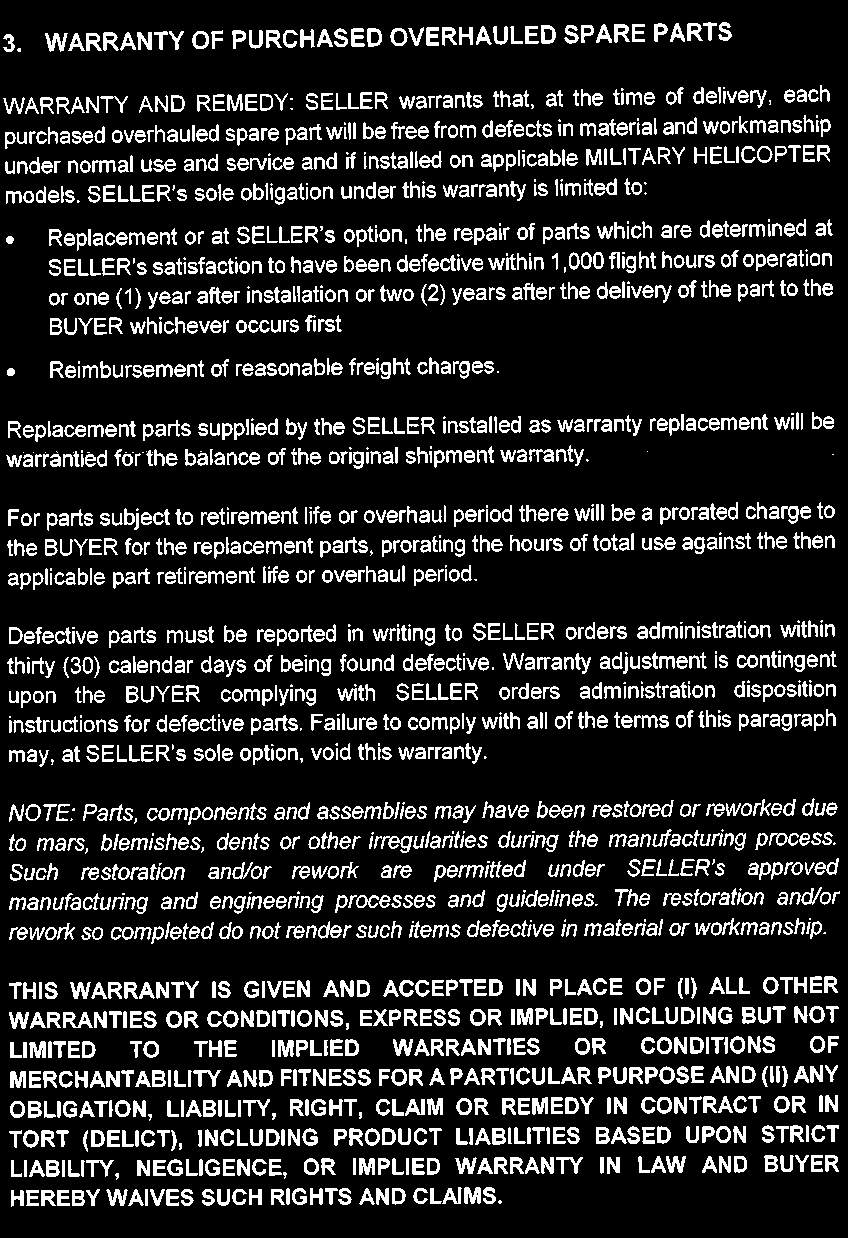 3. WARRANTY OF PURCHASED OVERHAULED SPARE PARTS
WARRANTY AND REMEDY: SELLER warrants that, at the time of delivery, each
purchased overhauled spare part will be free from defects in material and workmanship
under normal use and service and if installed on applicable MILITARY HELICOPTER
models. SELLER's sole obligation under this warranty is limited to:
• Replacement or at SELLER's option, the repair of parts which are determined at
SELLER's satisfaction to have been defective within 1,000 flight hours of operation
or one (1) year after installation or two (2) years after the delivery of the part to the
BUYER whichever occurs first
• Reimbursement of reasonable freight charges.
Replacement parts supplied by the SELLER installed as warranty replacement will be
warrantied for the balance of the original shipment warranty.
For parts subject to retirement life or overhaul period there will be a prorated charge to
the BUYER for the replacement parts, prorating the hours of total use against the then
applicable part retirement life or overhaul period.
Defective parts must be reported in writing to SELLER orders administration within
thirty (30) calendar days of being found defective. Warranty adjustment is contingent
upon the BUYER complying with SELLER orders administration disposition
instructions for defective parts. Failure to comply with all of the terms of this paragraph
may, at SELLER's sole option, void this warranty.
NOTE: Parts, components and assemblies may have been restored or reworked due
to mars, blemishes, dents or other irregularities during the manufacturing process.
Such restoration and/or rework are permitted under SELLER's approved
manufacturing and engineering processes and guidelines. The restoration and/or
rework so completed do not render such items defective in material or workmanship.
THIS WARRANTY IS GIVEN AND ACCEPTED IN PLACE OF (I) ALL OTHER
WARRANTIES OR CONDITIONS, EXPRESS OR IMPLIED, INCLUDING BUT NOT
LIMITED TO THE IMPLIED WARRANTIES OR CONDITIONS OF
MERCHANTABILITY AND FITNESS FOR A PARTICULAR PURPOSE AND (II) ANY
OBLIGATION, LIABILITY, RIGHT, CLAIM OR REMEDY IN CONTRACT OR IN
TORT (DELICT), INCLUDING PRODUCT LIABILITIES BASED UPON STRICT
LIABILITY, NEGLIGENCE, OR IMPLIED WARRANTY IN LAW AND BUYER
HEREBY WAIVES SUCH RIGHTS AND CLAIMS.